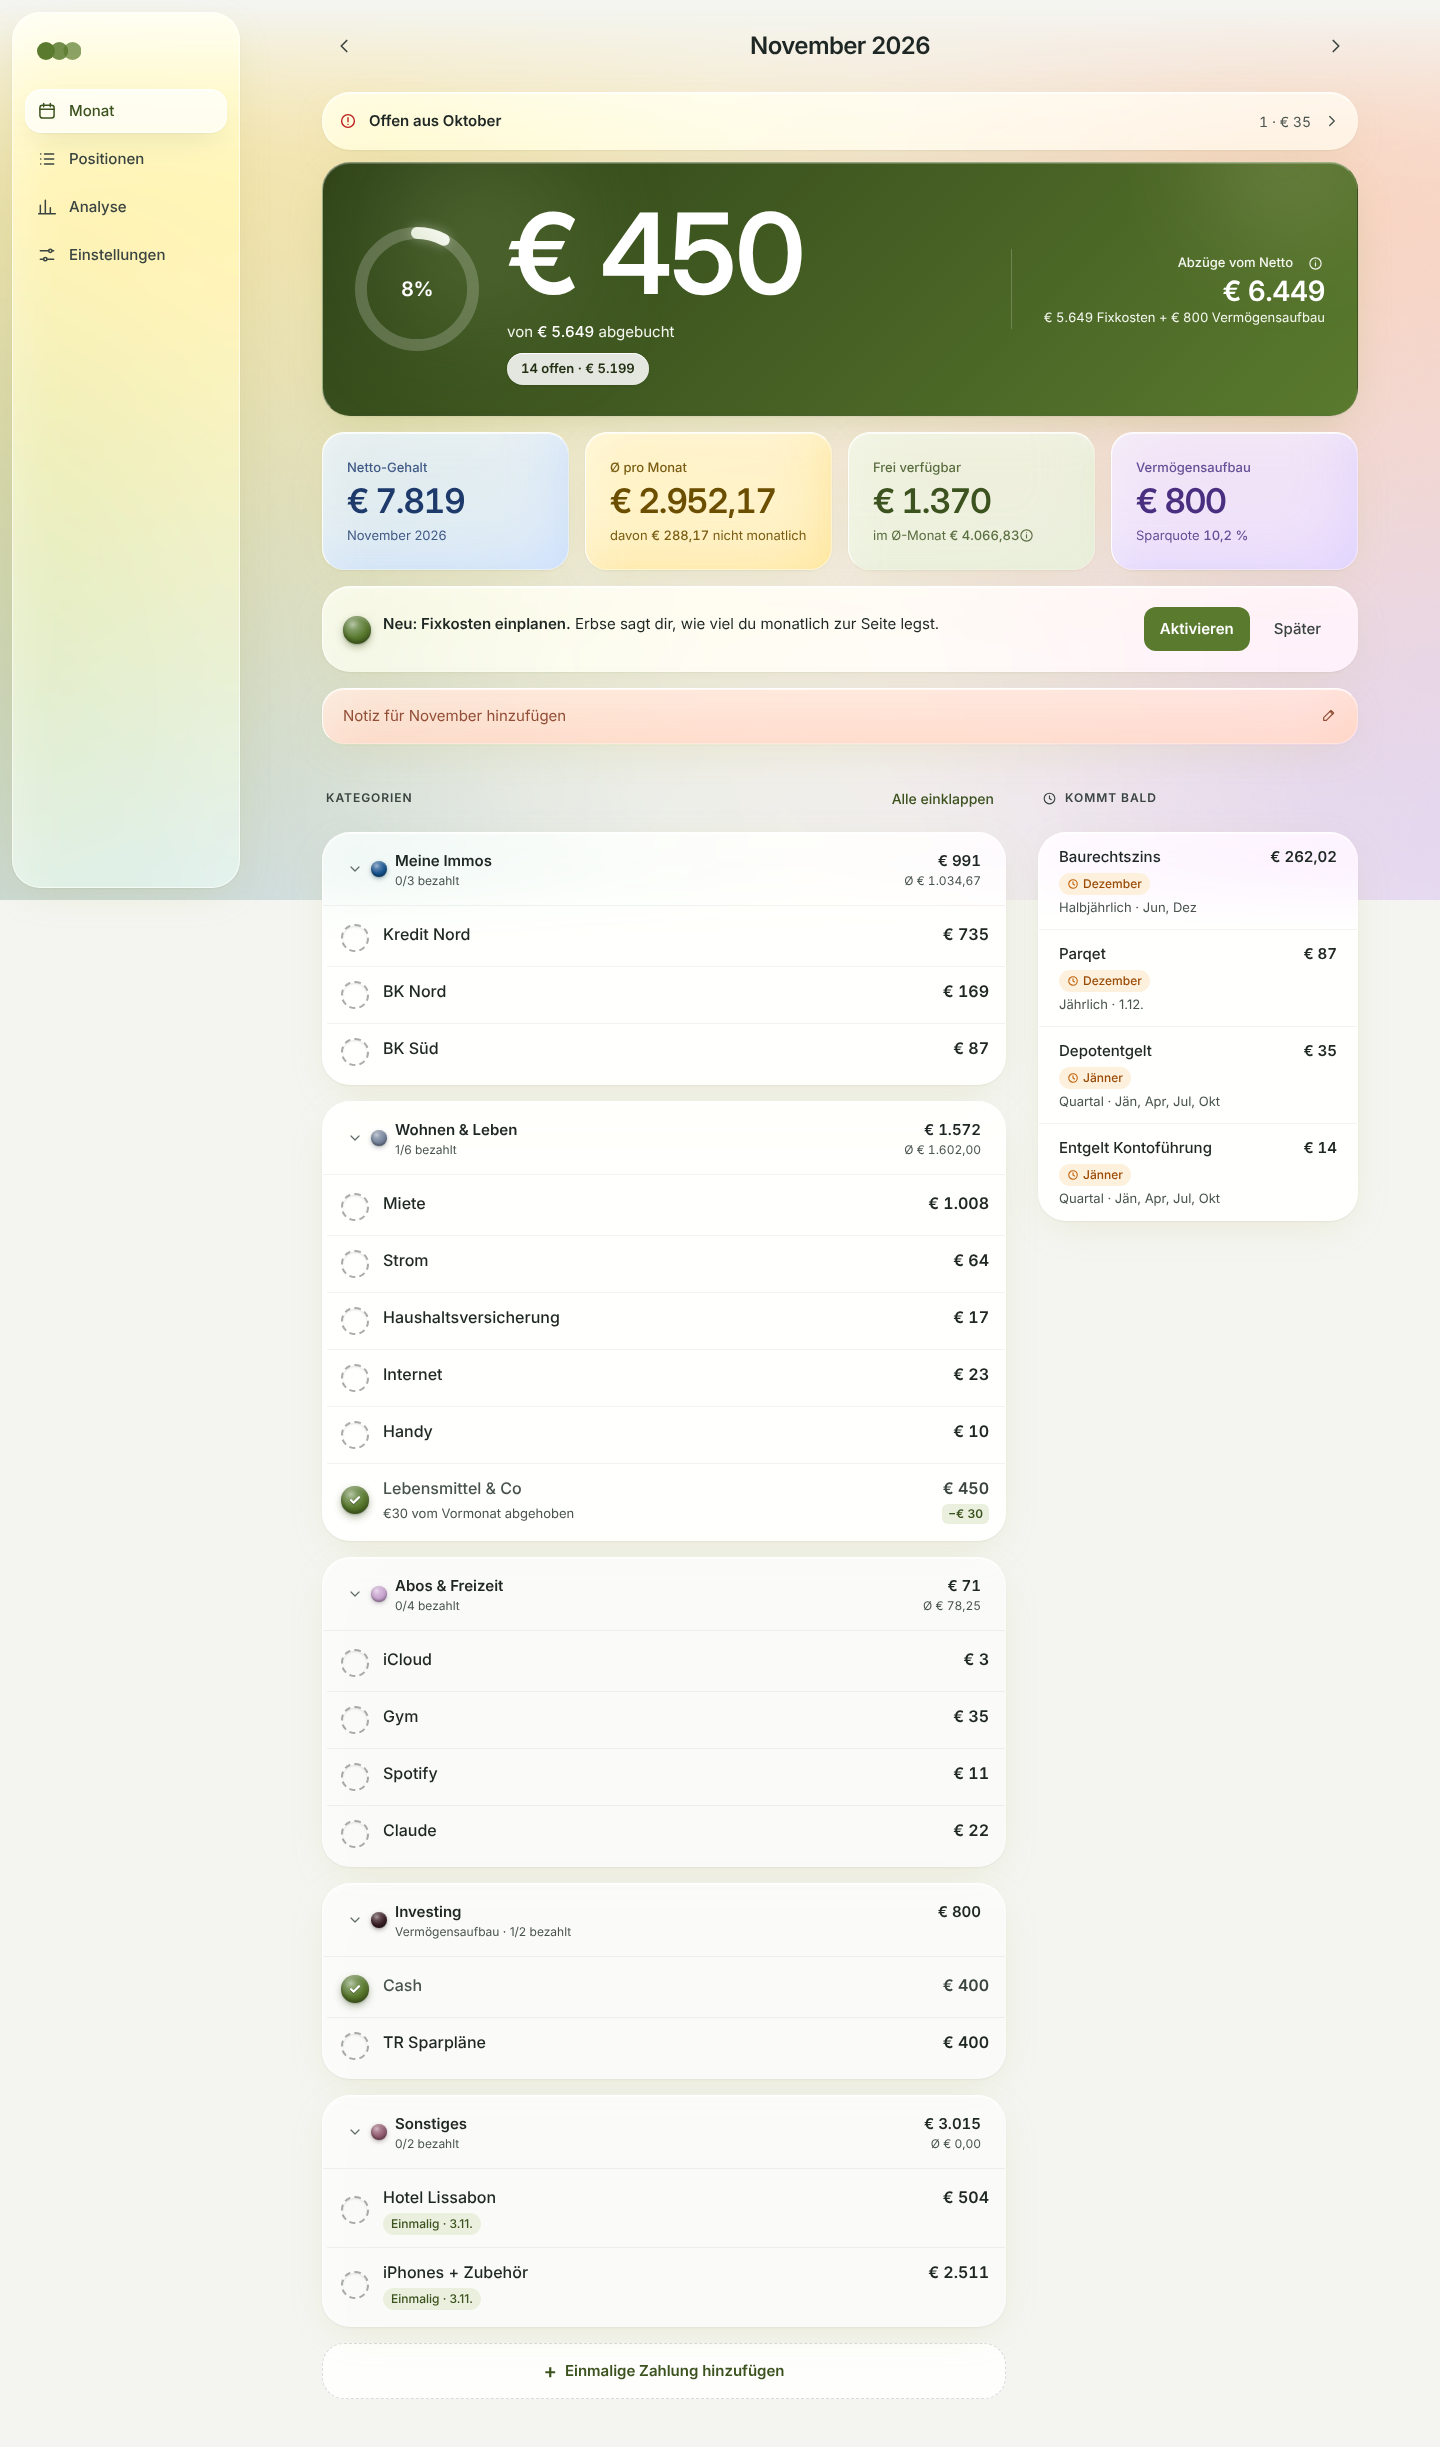 Monat
Positionen
Analyse
Einstellungen
November 2026
Offen aus Oktober
1 · € 35
8%
€ 450
von € 5.649 abgebucht
14 offen · € 5.199
Abzüge vom Netto
€ 6.449
€ 5.649 Fixkosten + € 800 Vermögensaufbau
Netto-Gehalt
€ 7.819
November 2026
Ø pro Monat
€ 2.952,17
davon € 288,17 nicht monatlich
Frei verfügbar
€ 1.370
im Ø-Monat € 4.066,83
Vermögensaufbau
€ 800
Sparquote 10,2 %
Neu: Fixkosten einplanen. Erbse sagt dir, wie viel du monatlich zur Seite legst.
Aktivieren
Später
Notiz für November hinzufügen
KATEGORIEN
Alle einklappen
Meine Immos
€ 991
0/3 bezahlt
Ø € 1.034,67
Kredit Nord
€ 735
BK Nord
€ 169
BK Süd
€ 87
Wohnen & Leben
€ 1.572
1/6 bezahlt
Ø € 1.602,00
Miete
€ 1.008
Strom
€ 64
Haushaltsversicherung
€ 17
Internet
€ 23
Handy
€ 10
Lebensmittel & Co
€ 450
€30 vom Vormonat abgehoben
−€ 30
Abos & Freizeit
€ 71
0/4 bezahlt
Ø € 78,25
iCloud
€ 3
Gym
€ 35
Spotify
€ 11
Claude
€ 22
Investing
€ 800
Vermögensaufbau · 1/2 bezahlt
Cash
€ 400
TR Sparpläne
€ 400
Sonstiges
€ 3.015
0/2 bezahlt
Ø € 0,00
Hotel Lissabon
€ 504
Einmalig · 3.11.
iPhones + Zubehör
€ 2.511
Einmalig · 3.11.
+ Einmalige Zahlung hinzufügen
KOMMT BALD
Baurechtszins
€ 262,02
Dezember
Halbjährlich · Jun, Dez
Parqet
€ 87
Dezember
Jährlich · 1.12.
Depotentgelt
€ 35
Jänner
Quartal · Jän, Apr, Jul, Okt
Entgelt Kontoführung
€ 14
Jänner
Quartal · Jän, Apr, Jul, Okt